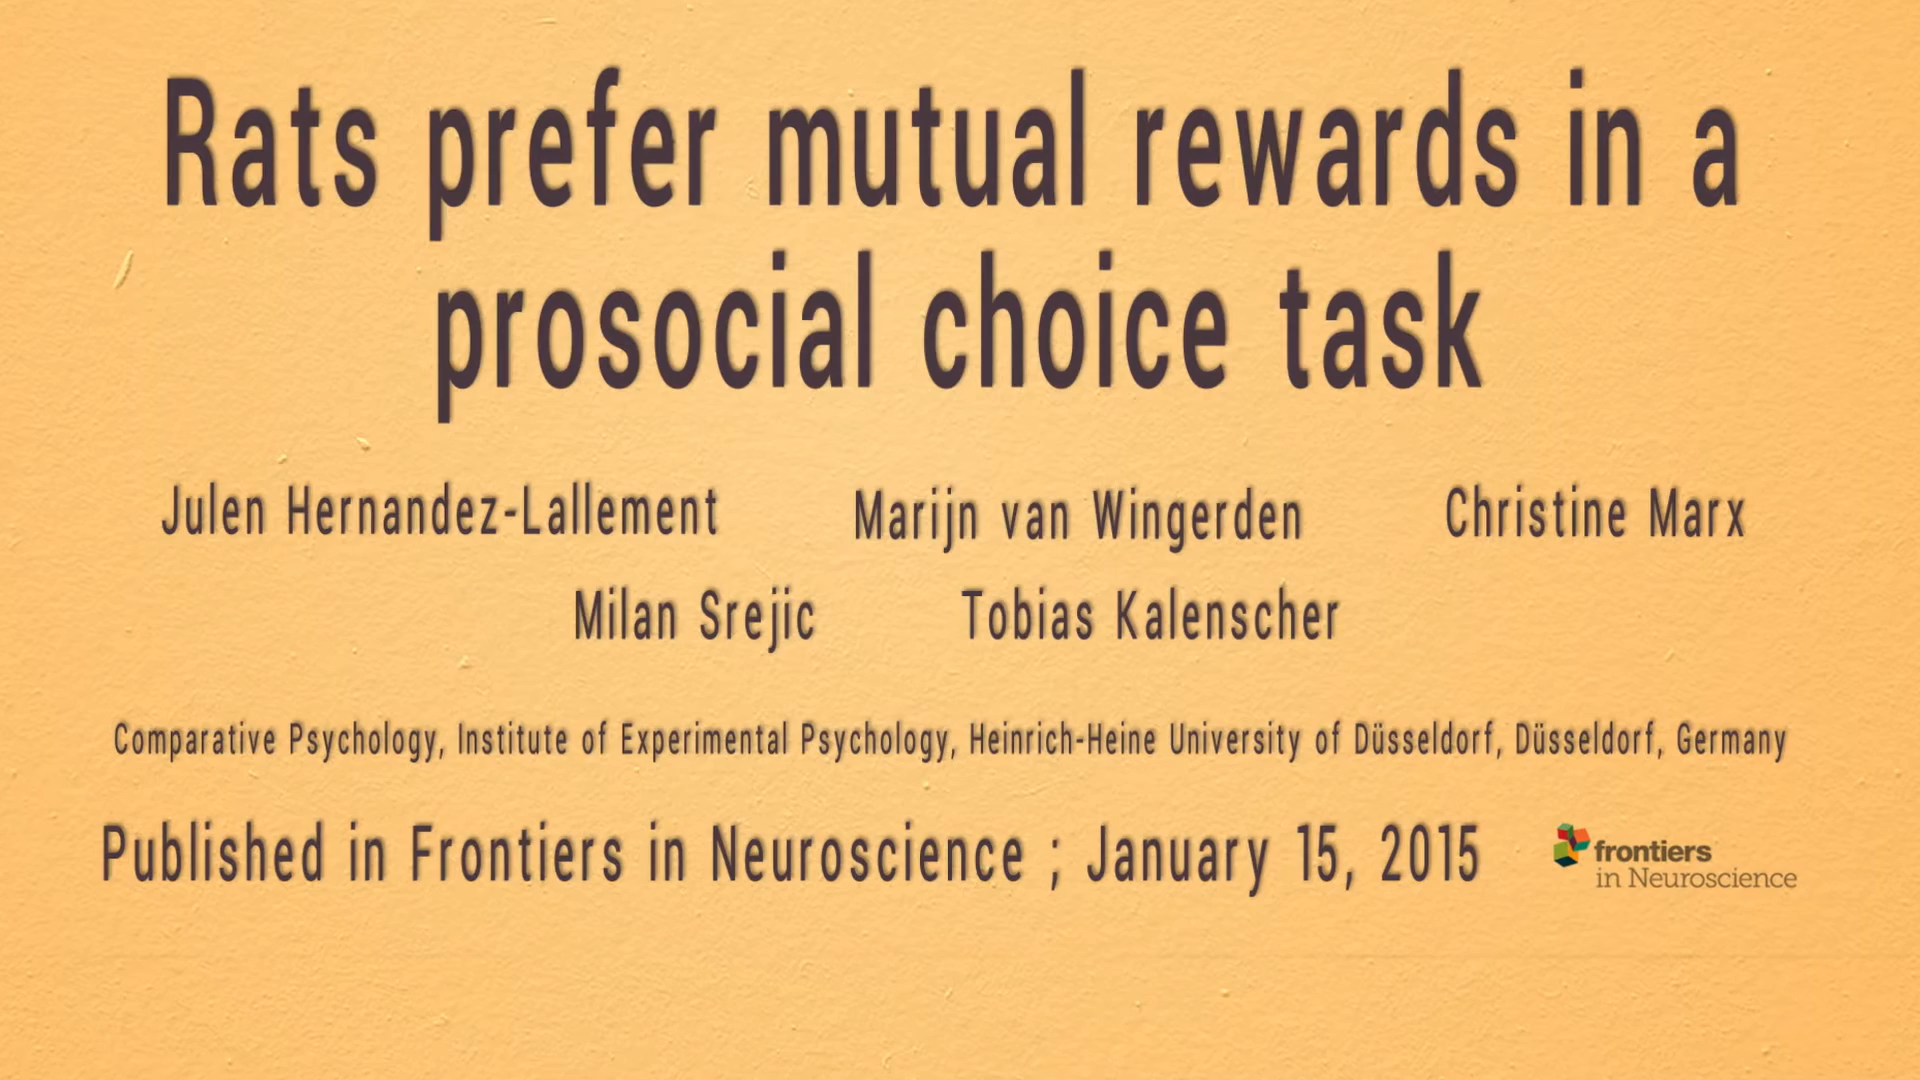 Rats prefer mutual rewards in a
prosocial choice task
Julen Hernandez-Lallement Marijn van Wingerden Christine Marx
Milan Srejic Tobias Kalenscher
Comparative Psychology, Institute of Experimental Psychology, Heinrich-Heine University of Düsseldorf, Düsseldorf, Germany
Published in Frontiers in Neuroscience ; January 15, 2015
frontiers
in Neuroscience